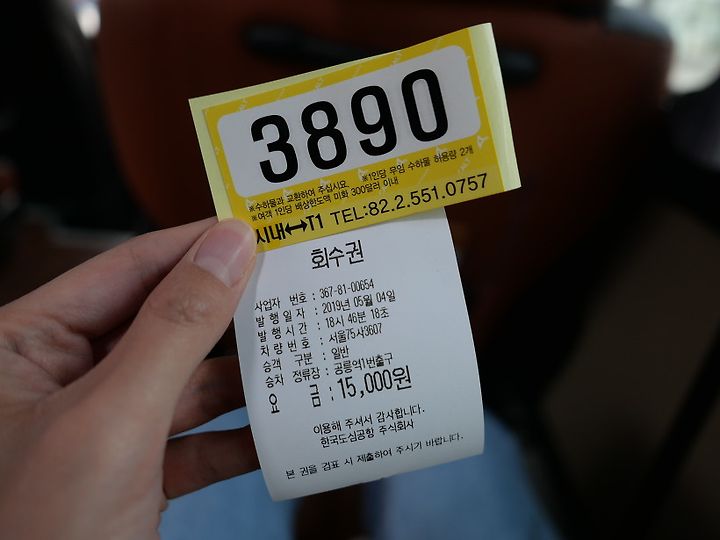 3890
※수하물과 교환하여 주십시요. ※1인당 무임 수하물 허용량 2개
※여객 1인당 배상한도액 미화 300달러 이내
시내↔T1 TEL:82.2.551.0757
회수권
사업자 번호 : 367-81-00654
발 행 일 자 : 2019년 05월 04일
발 행 시 간 : 18시 46분 18초
차 량 번 호 : 서울75사3607
승객 구분 : 일반
승차 정류장 : 공릉역1번출구
요 금 : 15,000원
이용해 주셔서 감사합니다.
한국도심공항 주식회사
본 권을 검표 시 제출하여 주시기 바랍니다.